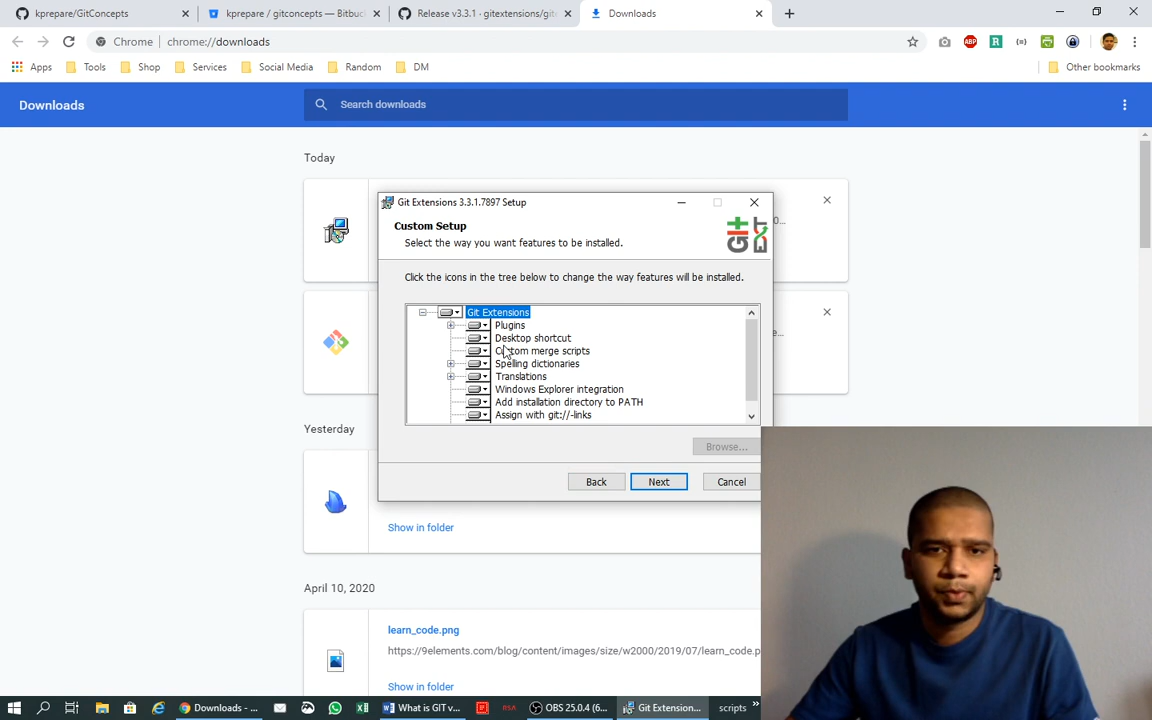 kprepare/GitConcepts
kprepare / gitconcepts — Bitbuc
Release v3.3.1 · gitextensions/git
Downloads
Chrome | chrome://downloads
Apps
Tools
Shop
Services
Social Media
Random
DM
Other bookmarks
ABP
R
Downloads
Search downloads
Today
Git Extensions 3.3.1.7897 Setup
Custom Setup
Select the way you want features to be installed.
Git
EXT
Click the icons in the tree below to change the way features will be installed.
Git Extensions
Plugins
Desktop shortcut
Custom merge scripts
Spelling dictionaries
Translations
Windows Explorer integration
Add installation directory to PATH
Assign with git://-links
Browse...
Back
Next
Cancel
Yesterday
Show in folder
April 10, 2020
learn_code.png
https://9elements.com/blog/content/images/size/w2000/2019/07/learn_code.p
Show in folder
Downloads - ...
What is GIT v...
RSA
OBS 25.0.4 (6...
Git Extension...
scripts